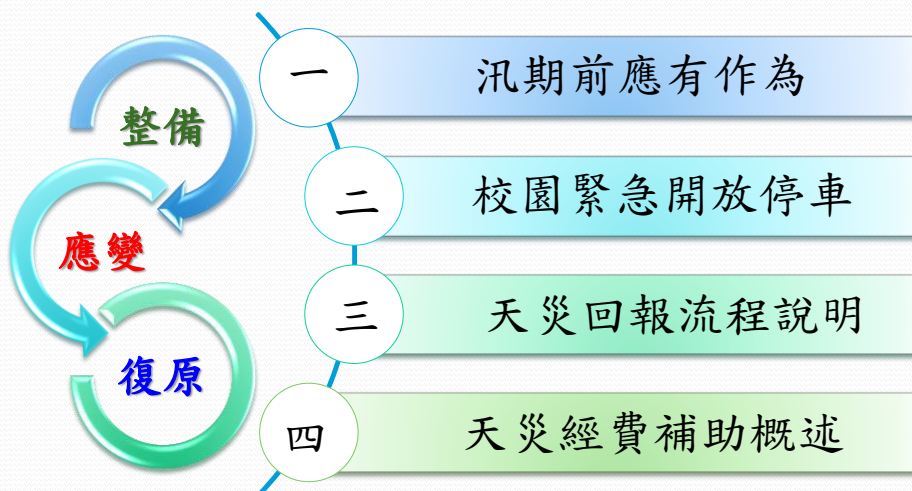 整備
應變
復原
一 汛期前應有作為
二 校園緊急開放停車
三 天災回報流程說明
四 天災經費補助概述